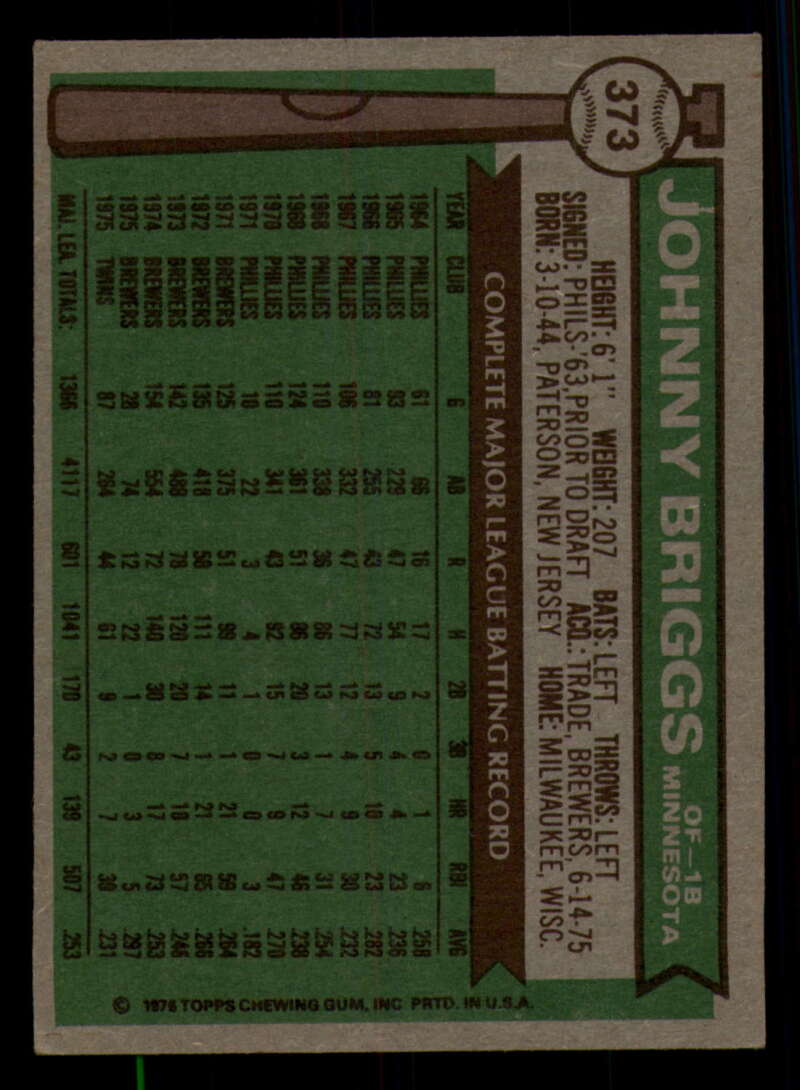 373
JOHNNY BRIGGS OF—1B MINNESOTA
HEIGHT: 6' 1" WEIGHT: 207 BATS: LEFT THROWS: LEFT
SIGNED: PHILS-'63, PRIOR TO DRAFT ACQ.: TRADE, BREWERS, 6-14-75
BORN: 3-10-44, PATERSON, NEW JERSEY HOME: MILWAUKEE, WISC.
COMPLETE MAJOR LEAGUE BATTING RECORD
YEAR CLUB G AB R H 2B 3B HR RBI AVG
1964 PHILLIES 61 66 16 17 2 0 1 6 .258
1965 PHILLIES 93 229 47 54 9 4 4 23 .236
1966 PHILLIES 81 255 43 72 13 5 10 23 .282
1967 PHILLIES 106 332 47 77 12 4 9 30 .232
1968 PHILLIES 110 338 36 86 13 1 7 31 .254
1969 PHILLIES 124 361 51 86 20 3 12 46 .238
1970 PHILLIES 110 341 43 92 15 7 9 47 .270
1971 PHILLIES 10 22 3 4 1 0 0 3 .182
1971 BREWERS 125 375 51 99 11 1 21 59 .264
1972 BREWERS 135 418 58 111 14 1 21 65 .266
1973 BREWERS 142 488 78 120 20 7 18 57 .246
1974 BREWERS 154 554 72 140 30 8 17 73 .253
1975 BREWERS 28 74 12 22 1 0 3 5 .297
1975 TWINS 87 264 44 61 9 2 7 39 .231
MAJ. LEA. TOTALS: 1366 4117 601 1041 170 43 139 507 .253
© 1976 TOPPS CHEWING GUM, INC PRTD. IN U.S.A.